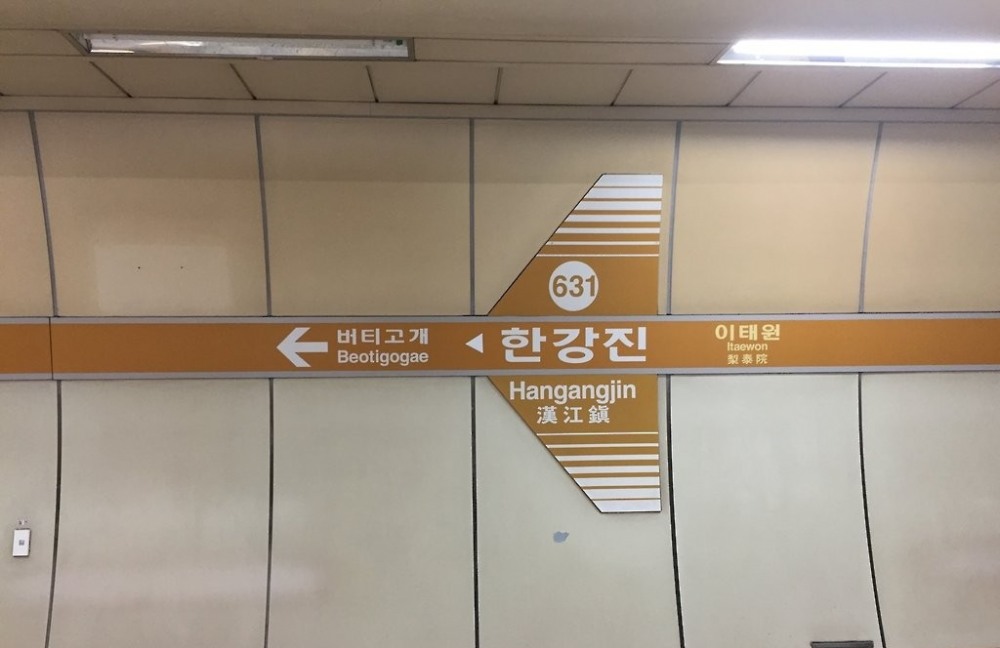 631
버티고개
Beotigogae
한강진
Hangangjin
漢江鎭
이태원
Itaewon
梨泰院